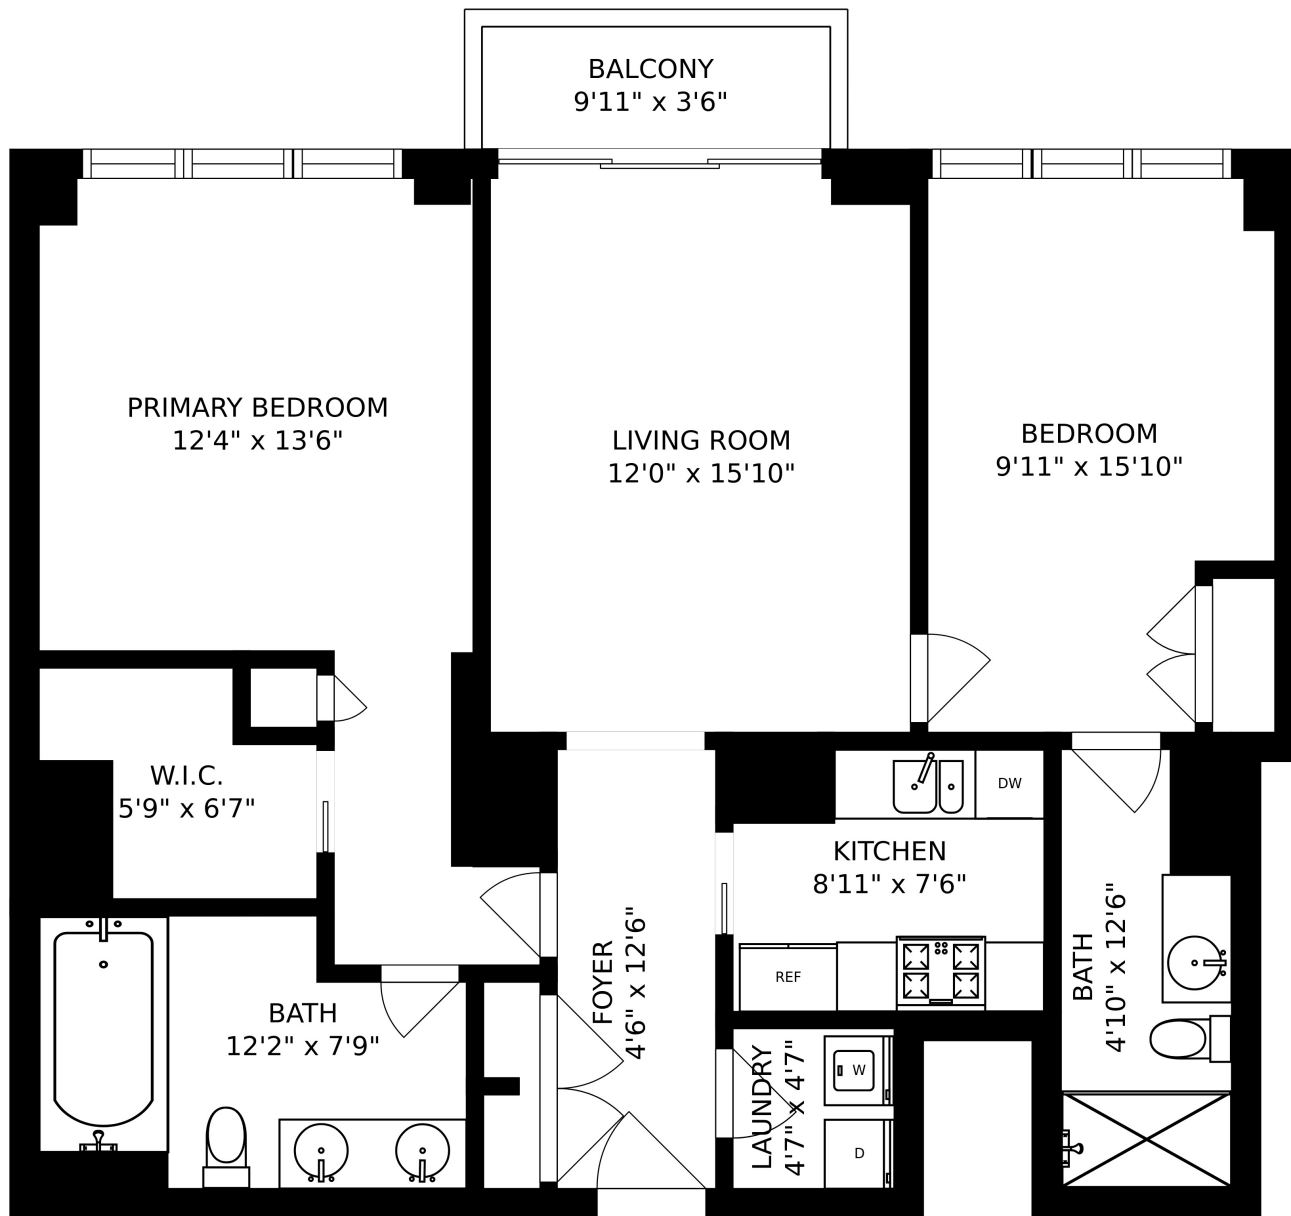 BALCONY
9'11" x 3'6"
PRIMARY BEDROOM
12'4" x 13'6"
LIVING ROOM
12'0" x 15'10"
BEDROOM
9'11" x 15'10"
W.I.C.
5'9" x 6'7"
DW
KITCHEN
8'11" x 7'6"
REF
FOYER
4'6" x 12'6"
BATH
4'10" x 12'6"
BATH
12'2" x 7'9"
LAUNDRY
4'7" x 4'7"
W
D